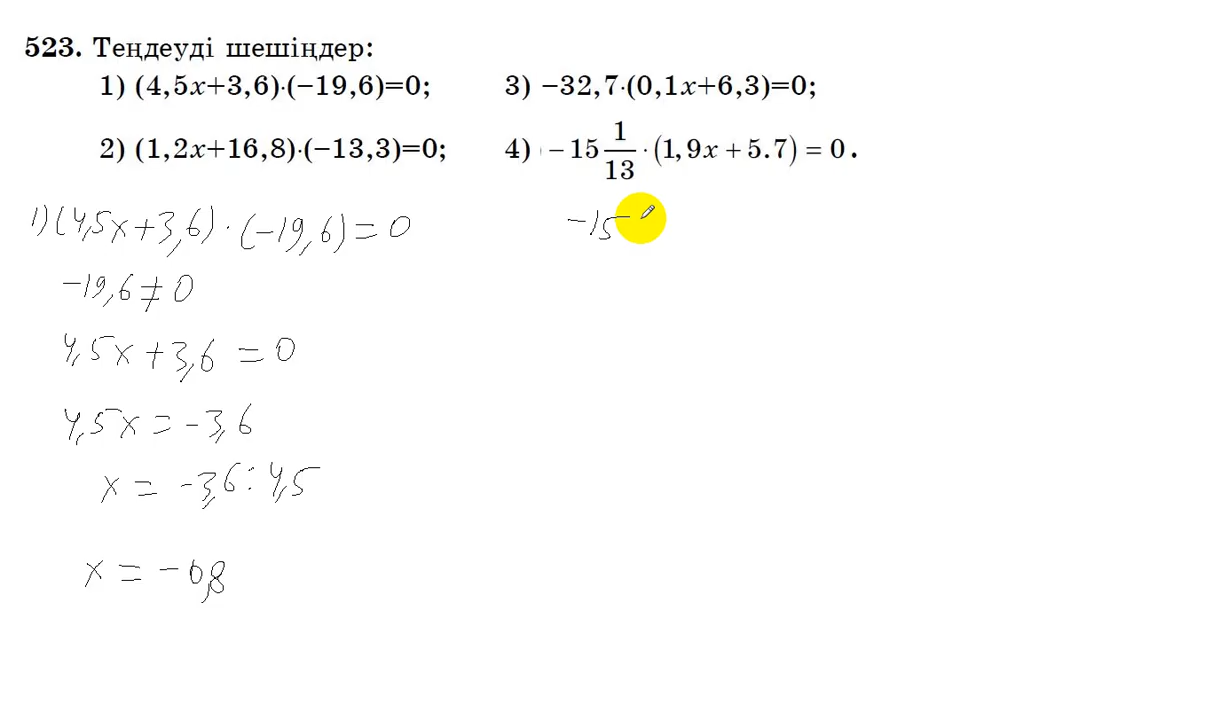 523. Теңдеуді шешіңдер:
1) (4,5x+3,6)·(−19,6)=0; 3) −32,7·(0,1x+6,3)=0;
2) (1,2x+16,8)·(−13,3)=0; 4) −15 1/13 · (1,9x + 5.7) = 0.
1) (4,5x+3,6) · (−19,6) = 0
−15
−19,6 ≠ 0
4,5x + 3,6 = 0
4,5x = −3,6
x = −3,6 : 4,5
x = −0,8